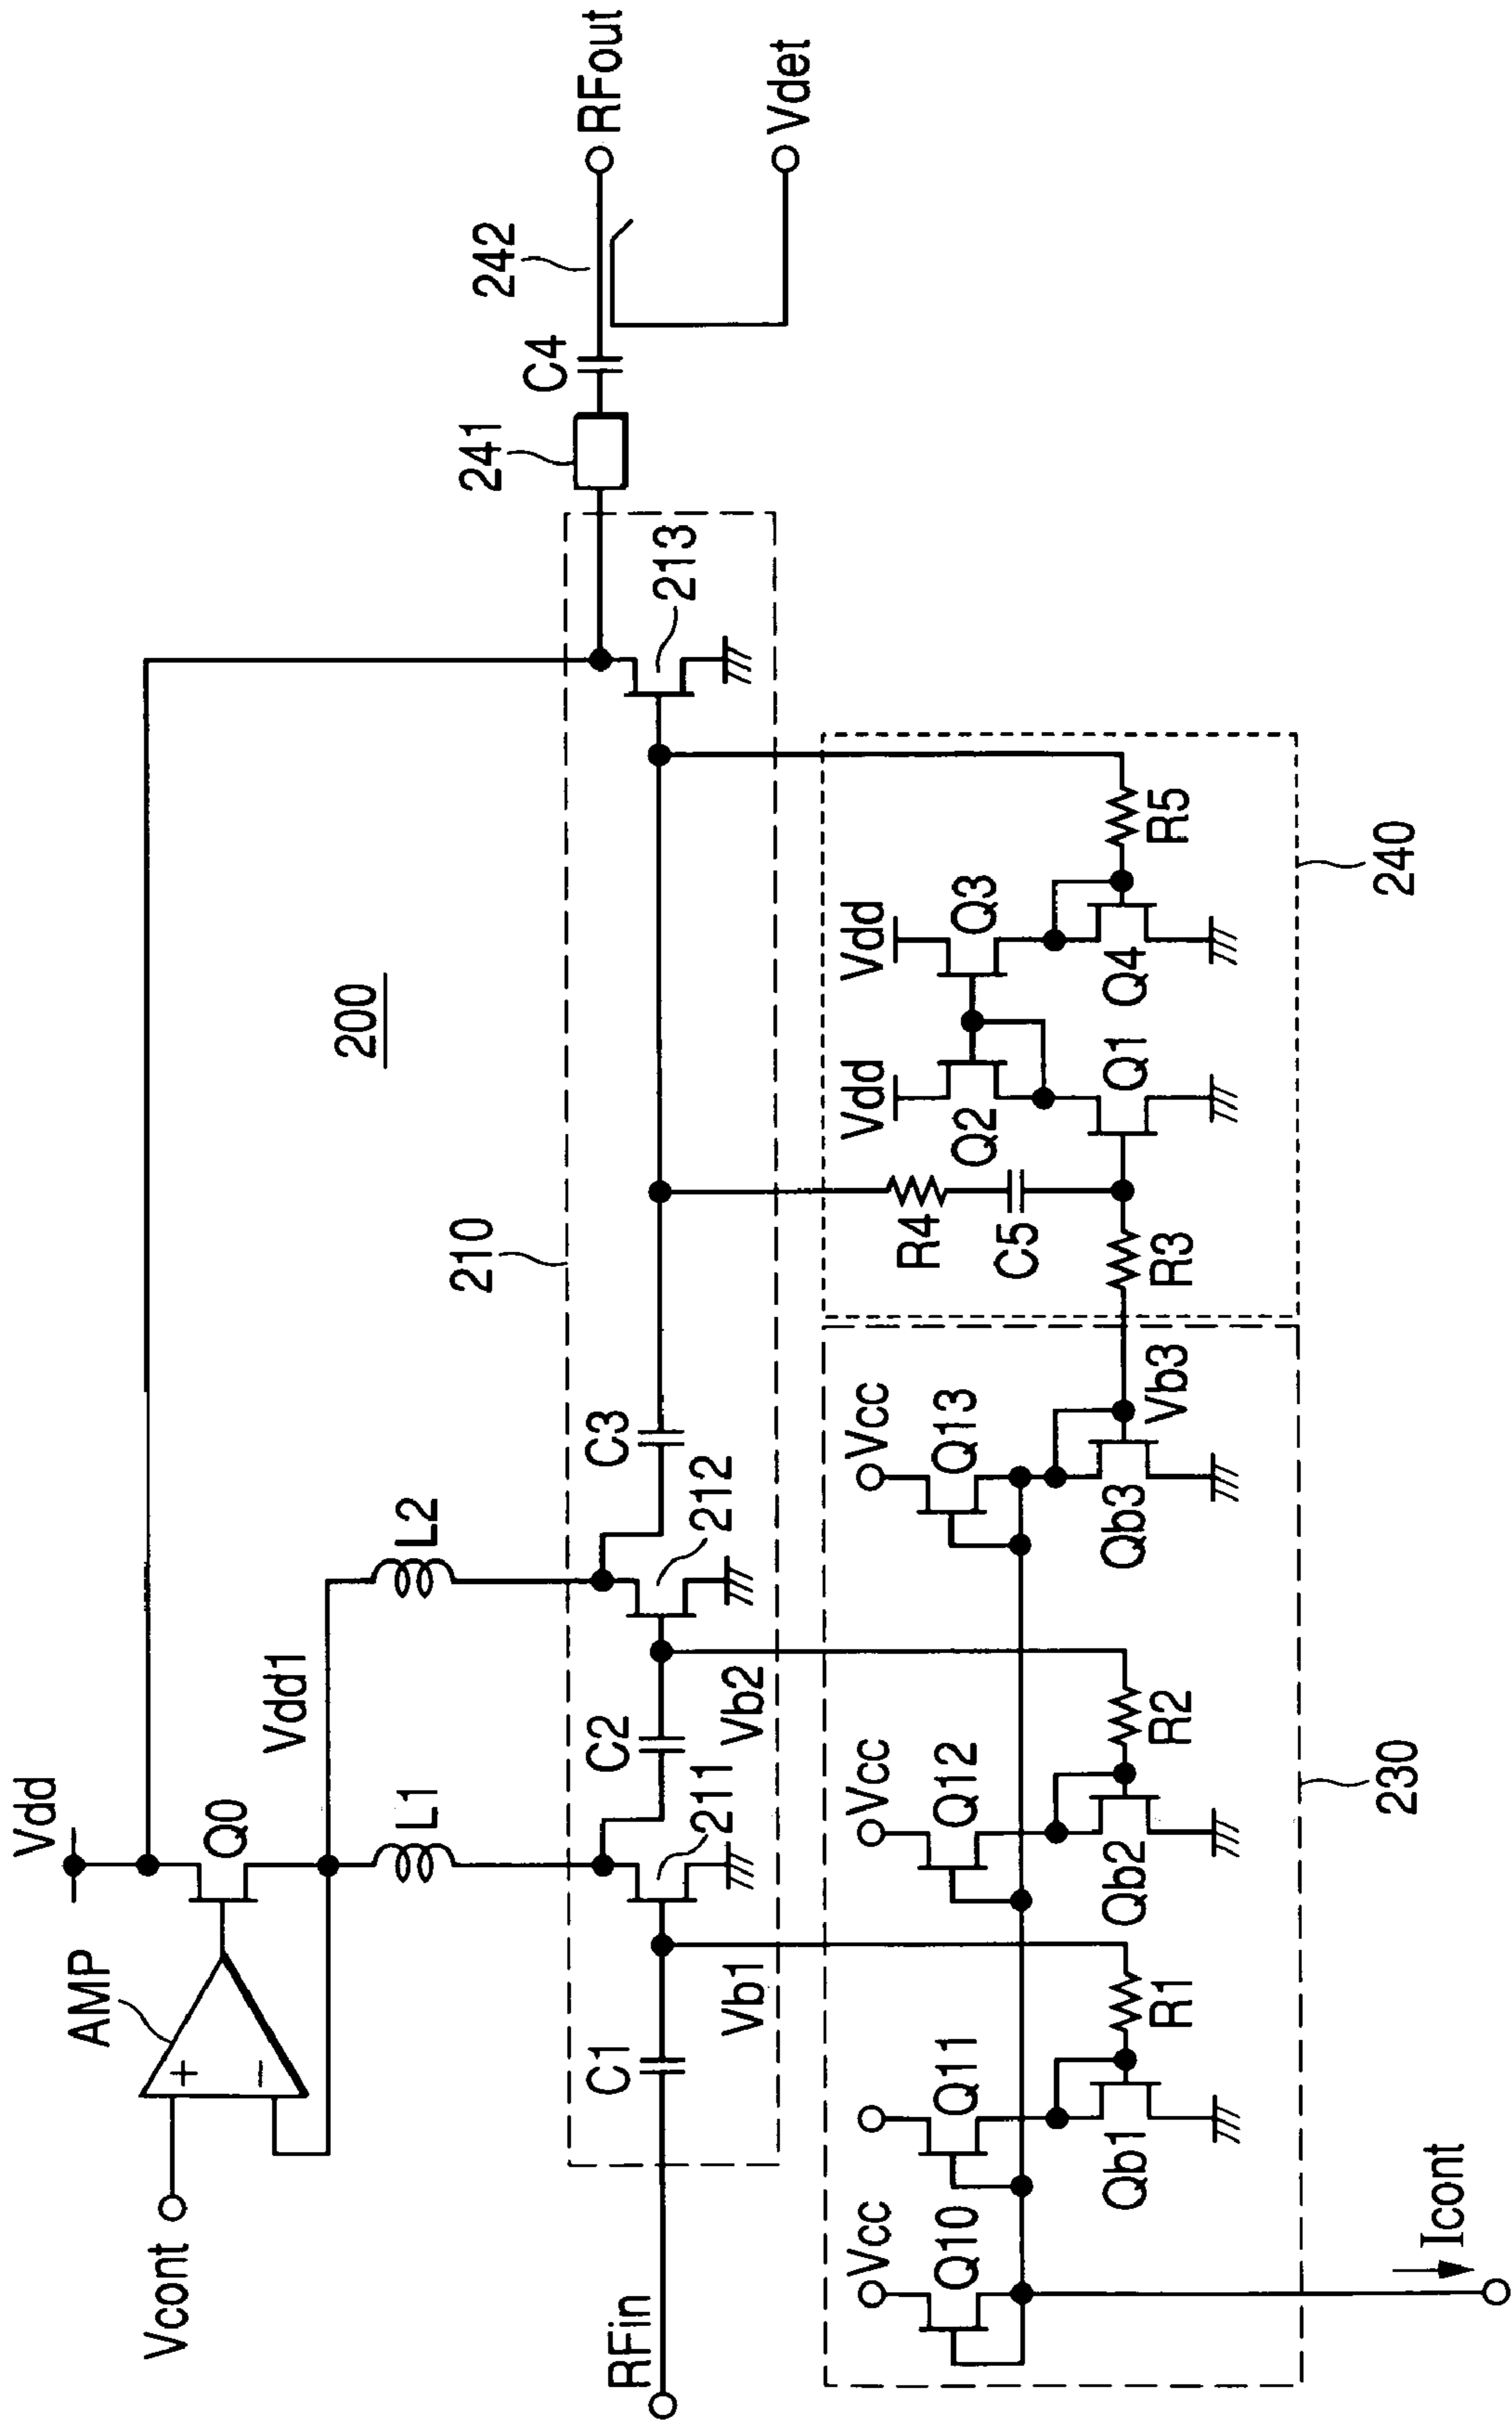 Vdd
Vcont
AMP
+
−
Q0
Vdd1
L1
L2
200
210
241
C4
242
RFout
Vdet
RFin
C1
Vb1
211
C2
Vb2
212
C3
213
Vcc
Q10
Q11
Qb1
R1
Vcc
Q12
Qb2
R2
Vcc
Q13
Qb3
Vb3
R3
R4
C5
Vdd
Q2
Q1
Vdd
Q3
Q4
R5
230
240
Icont